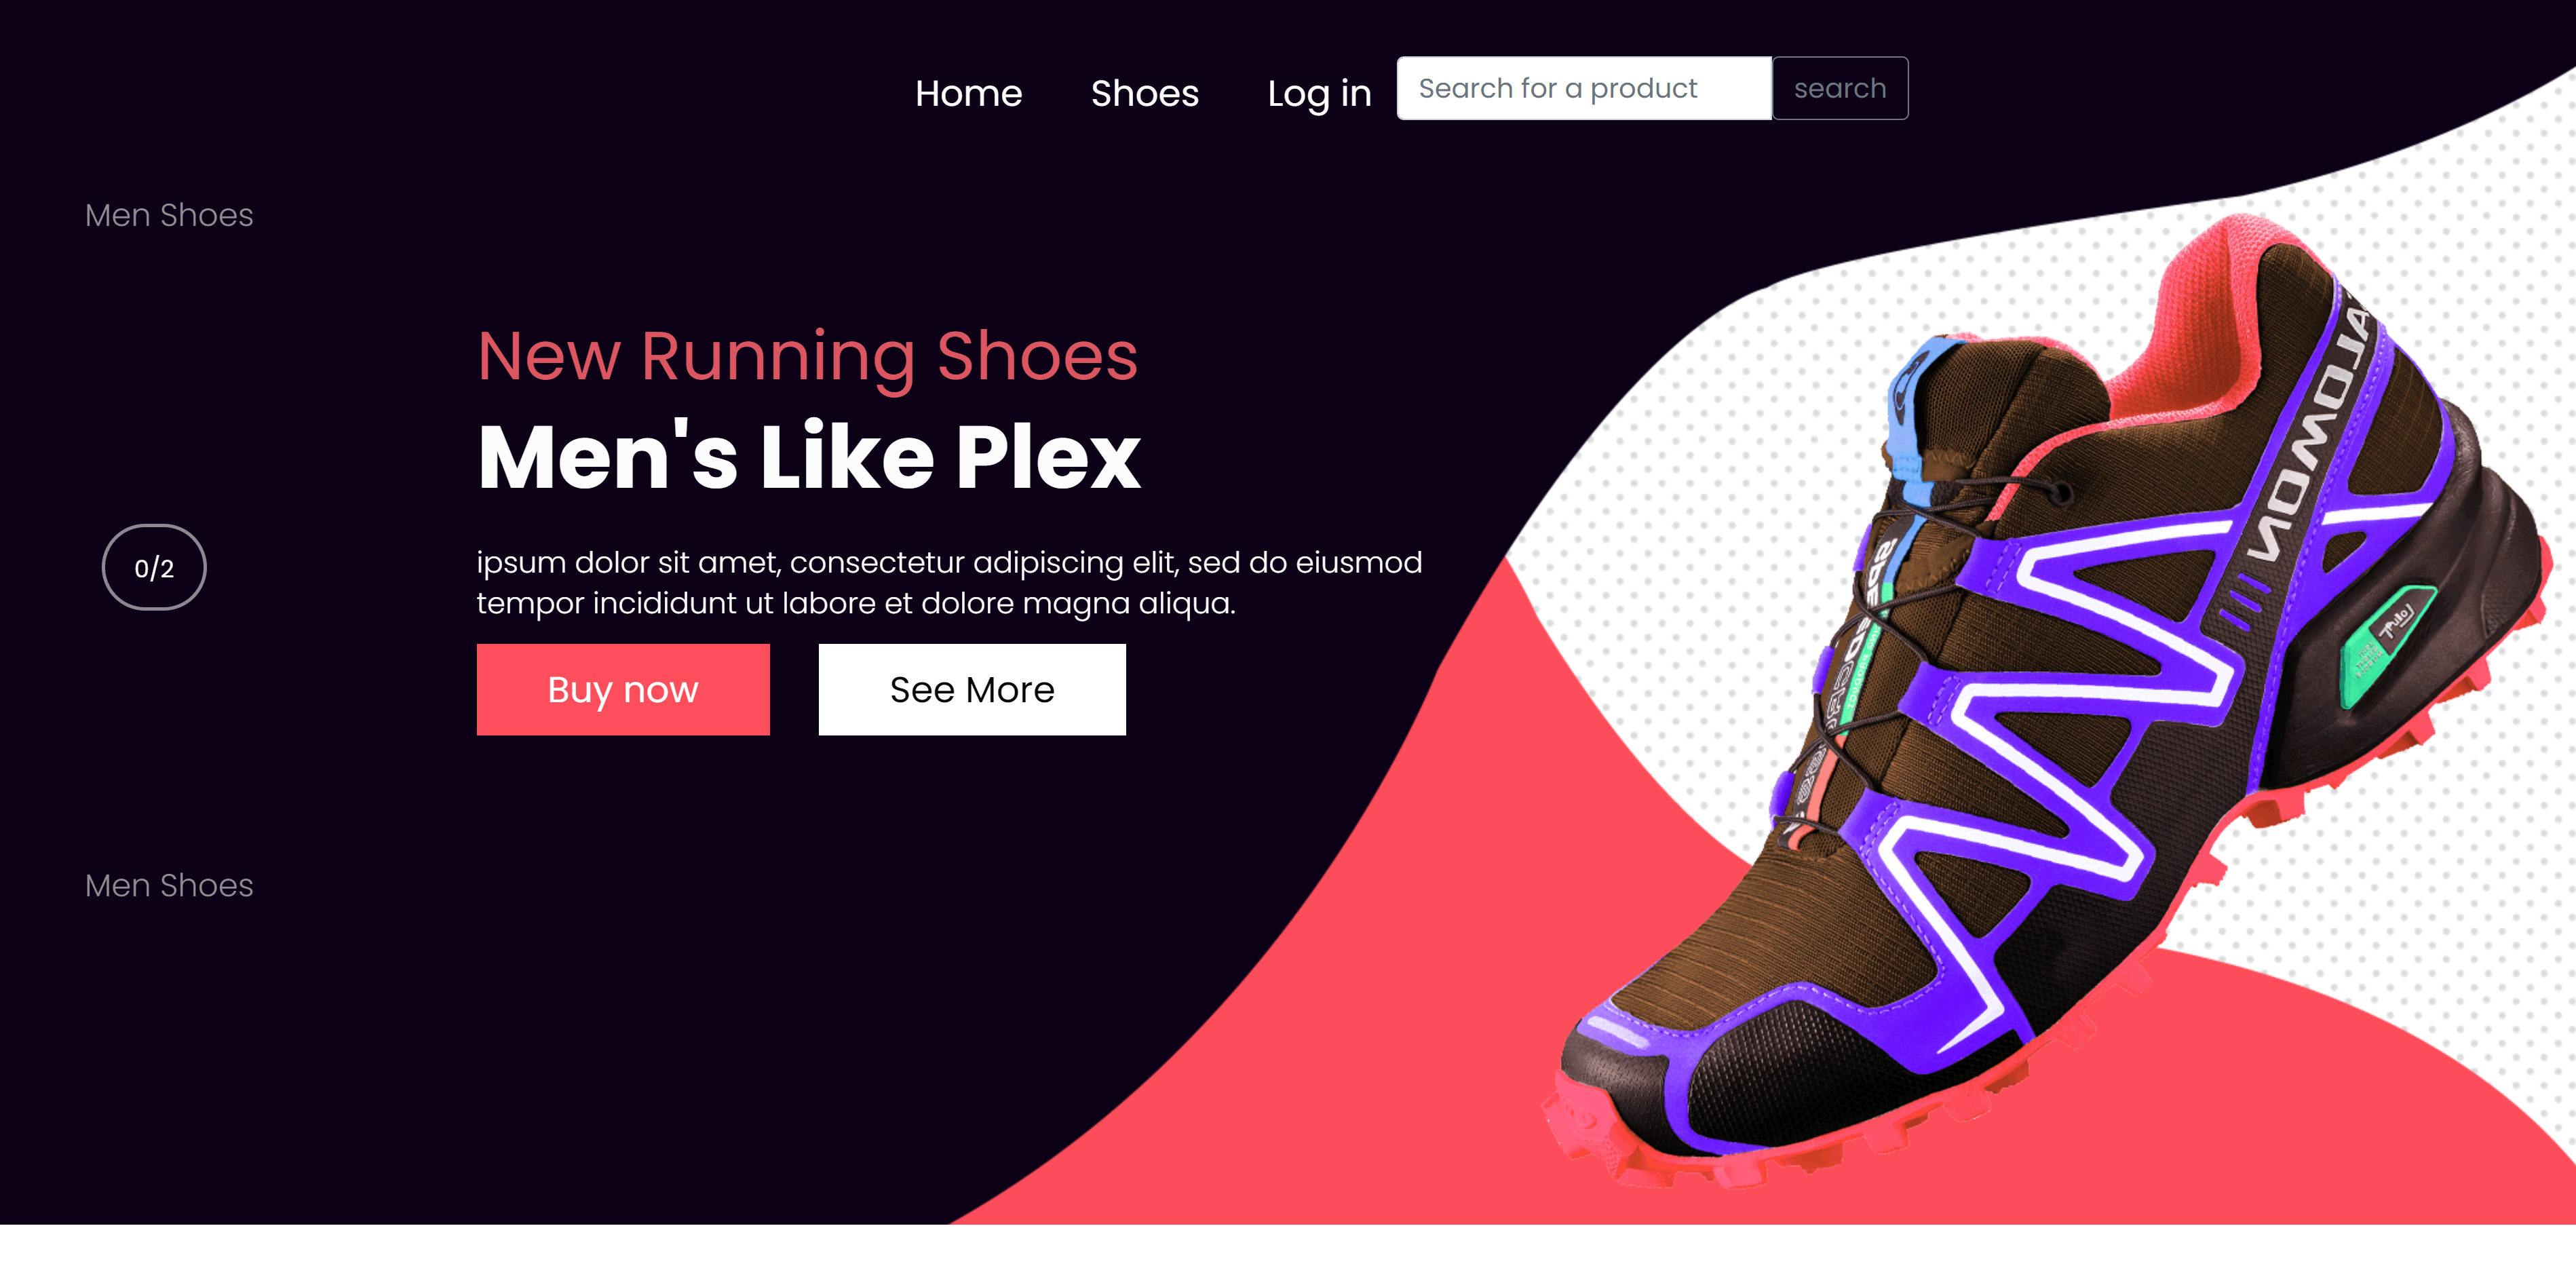 Home Shoes Log in Search for a product search
Men Shoes
New Running Shoes
Men's Like Plex
ipsum dolor sit amet, consectetur adipiscing elit, sed do eiusmod
tempor incididunt ut labore et dolore magna aliqua.
0/2
Buy now See More
Men Shoes